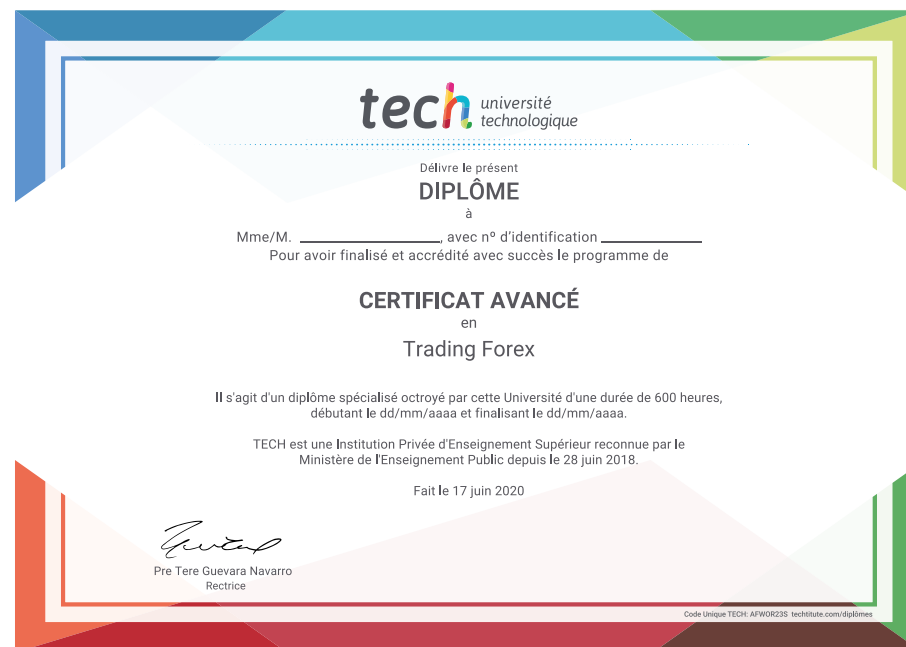 tech université
technologique
Délivre le présent
DIPLÔME
à
Mme/M. ____________________, avec nº d’identification ______________
Pour avoir finalisé et accrédité avec succès le programme de
CERTIFICAT AVANCÉ
en
Trading Forex
Il s'agit d'un diplôme spécialisé octroyé par cette Université d'une durée de 600 heures,
débutant le dd/mm/aaaa et finalisant le dd/mm/aaaa.
TECH est une Institution Privée d'Enseignement Supérieur reconnue par le
Ministère de l'Enseignement Public depuis le 28 juin 2018.
Fait le 17 juin 2020
Pre Tere Guevara Navarro
Rectrice
Code Unique TECH: AFWOR23S techtitute.com/diplômes